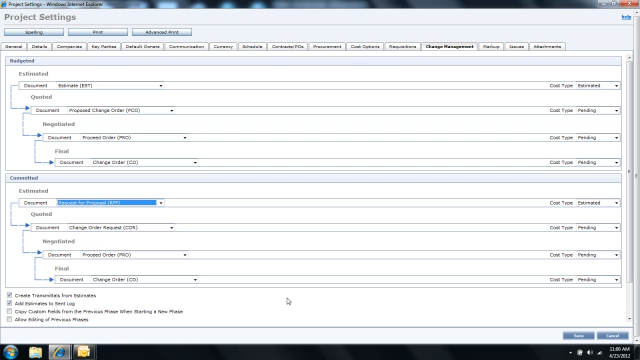 Project Settings - Windows Internet Explorer
Project Settings
help
Spelling Print Advanced Print
General Details Companies Key Parties Default Owners Communication Currency Schedule Contracts/POs Procurement Cost Options Requisitions Change Management Markup Issues Attachments
Budgeted
Estimated
Document Estimate (EST) Cost Type Estimated
Quoted
Document Proposed Change Order (PCO) Cost Type Pending
Negotiated
Document Proceed Order (PRO) Cost Type Pending
Final
Document Change Order (CO) Cost Type Pending
Committed
Estimated
Document Request for Proposal (RFP) Cost Type Estimated
Quoted
Document Change Order Request (COR) Cost Type Pending
Negotiated
Document Proceed Order (PRO) Cost Type Pending
Final
Document Change Order (CO) Cost Type Pending
Create Transmittals from Estimates
Add Estimates to Sent Log
Copy Custom Fields from the Previous Phase When Starting a New Phase
Allow Editing of Previous Phases
Save Cancel
11:00 AM
4/23/2012